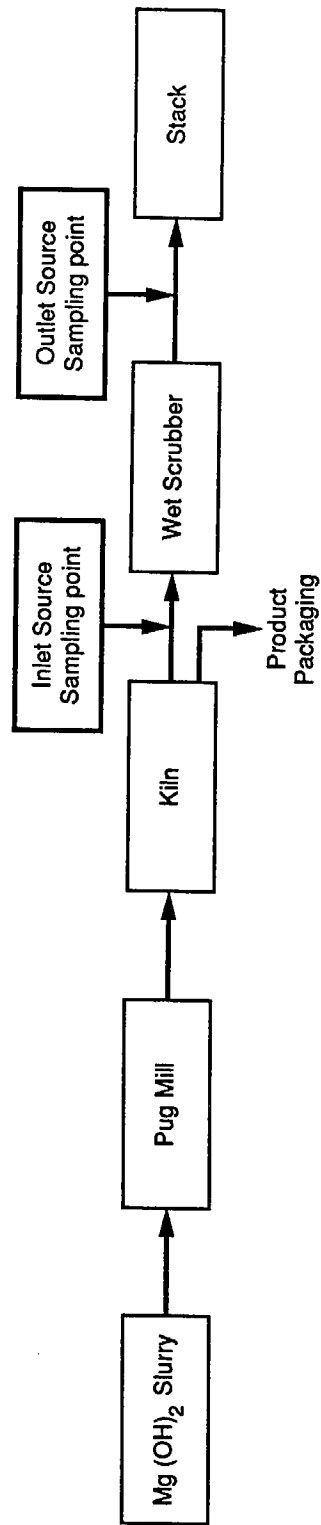 Mg (OH)2 Slurry
Pug Mill
Kiln
Product
Packaging
Inlet Source
Sampling point
Wet Scrubber
Outlet Source
Sampling point
Stack